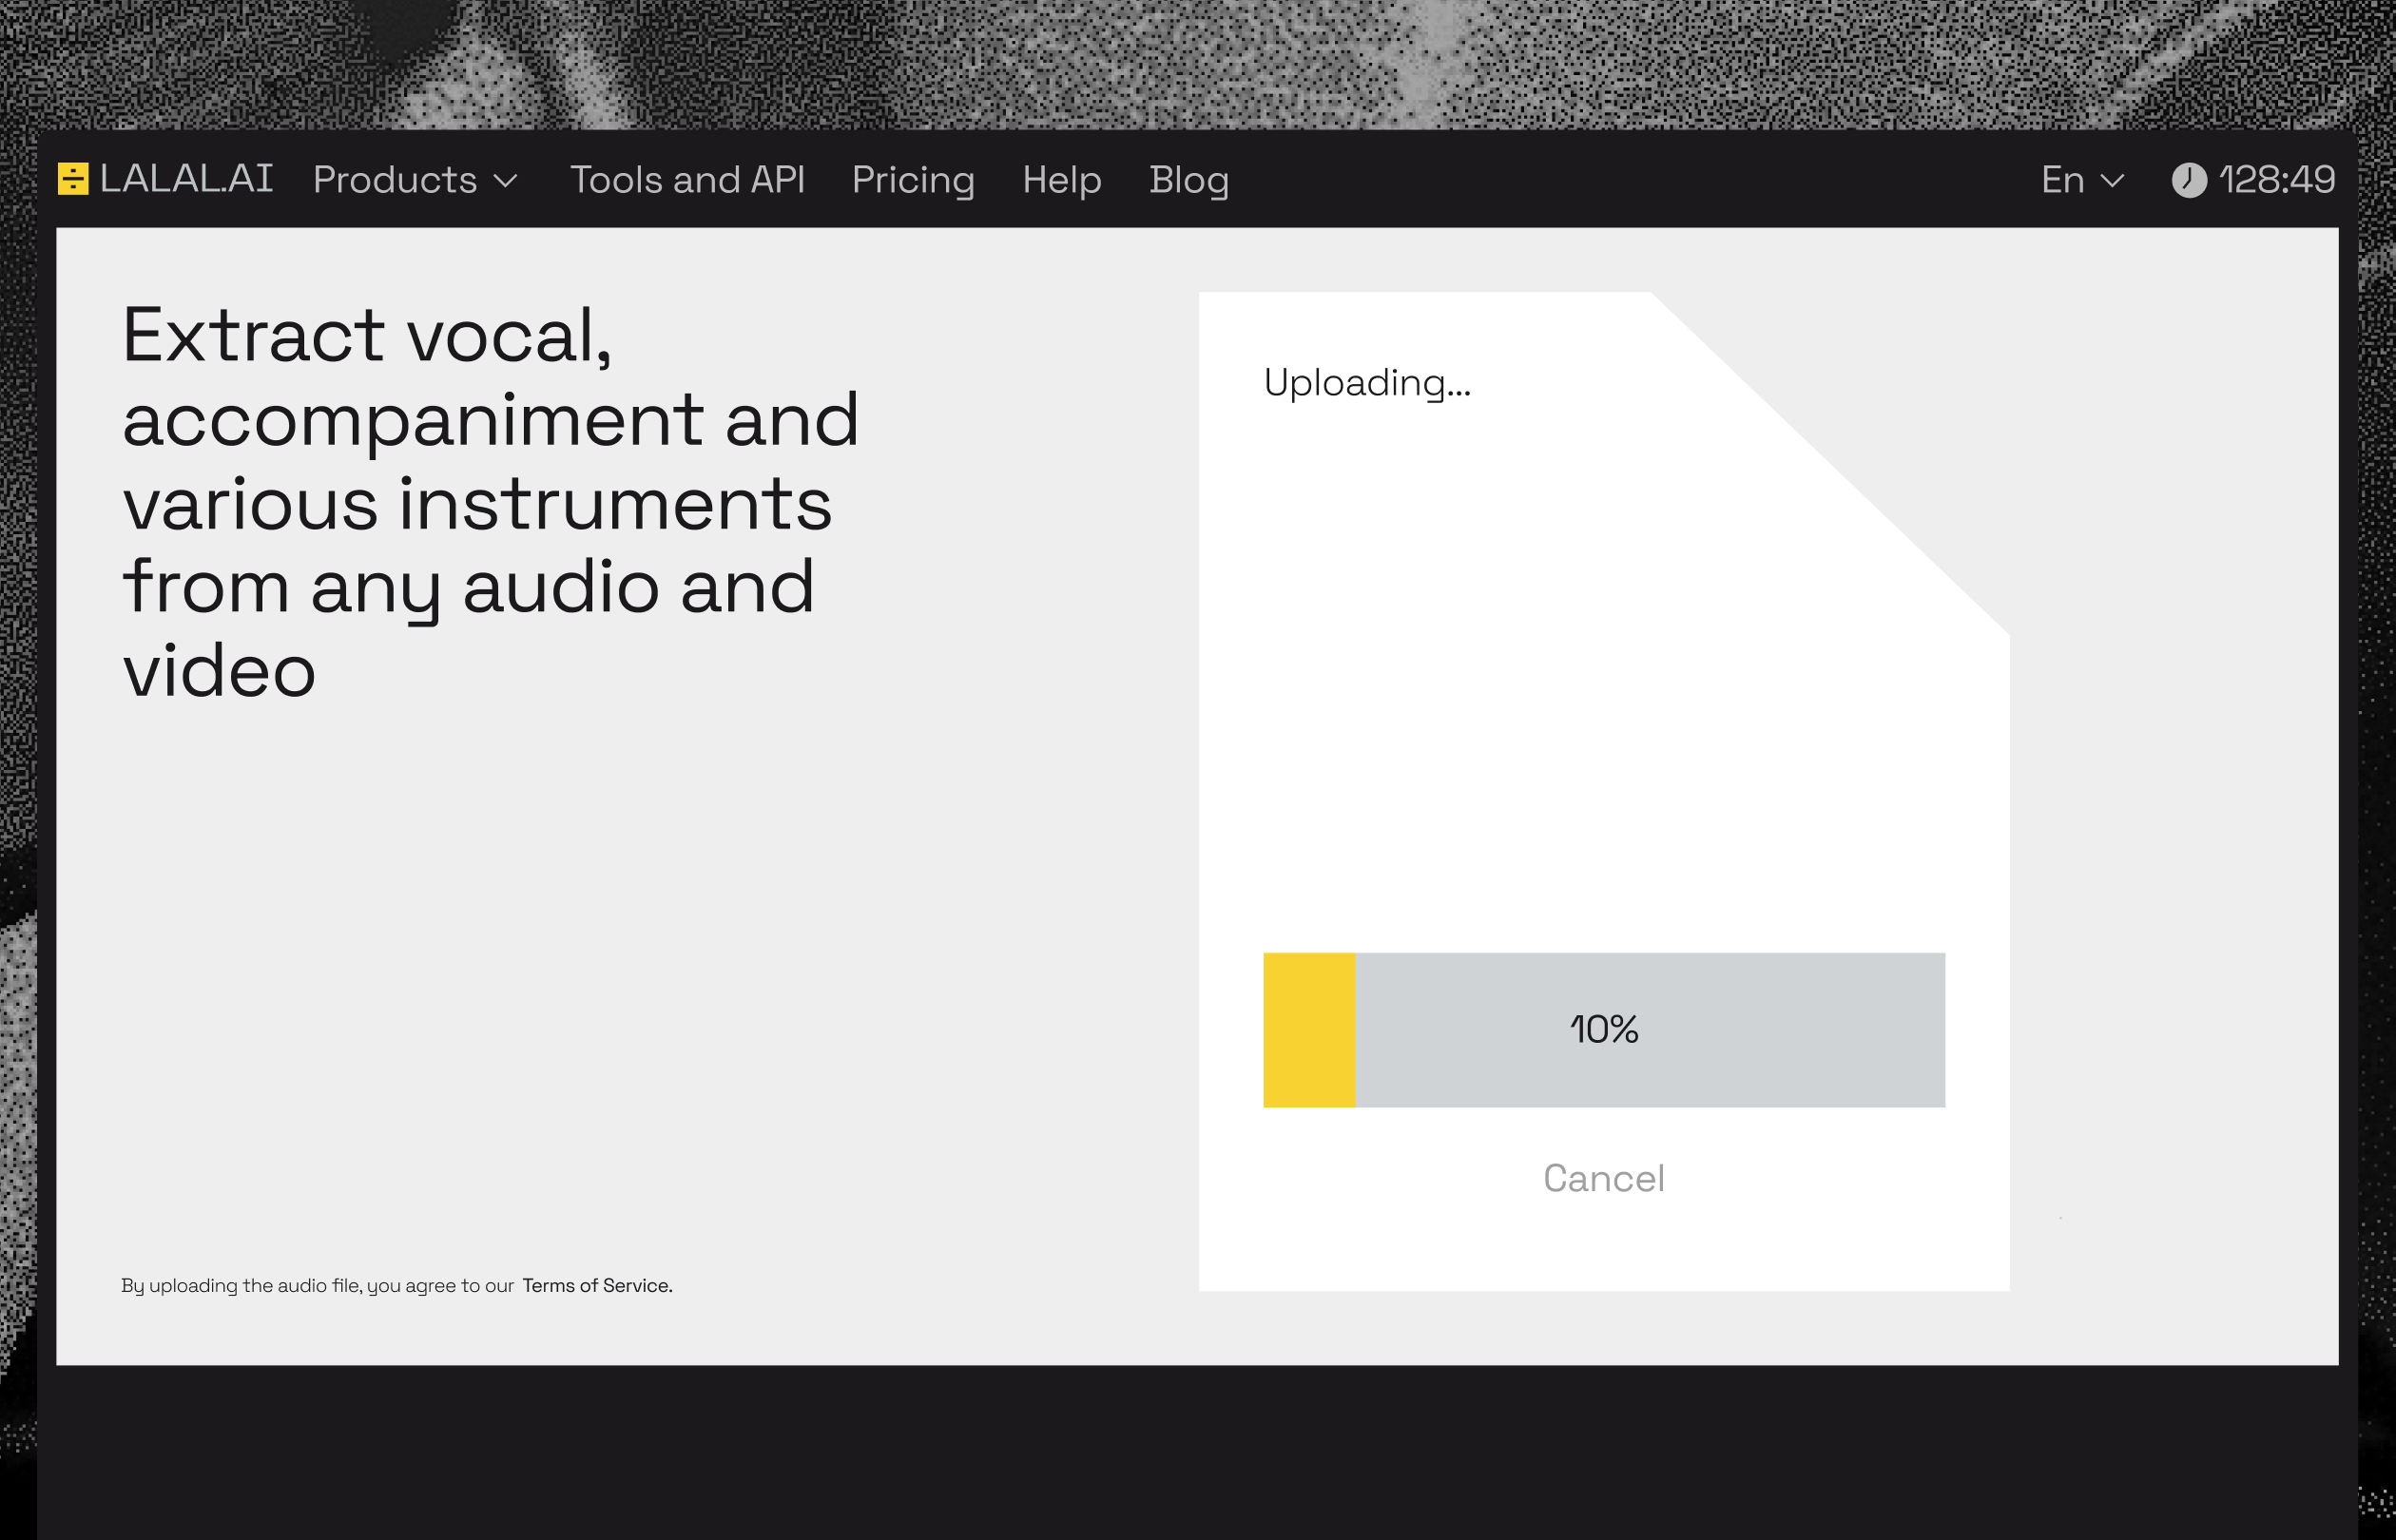 LALAL.AI Products Tools and API Pricing Help Blog En 128:49
Extract vocal,
accompaniment and
various instruments
from any audio and
video
By uploading the audio file, you agree to our Terms of Service.
Uploading...
10%
Cancel